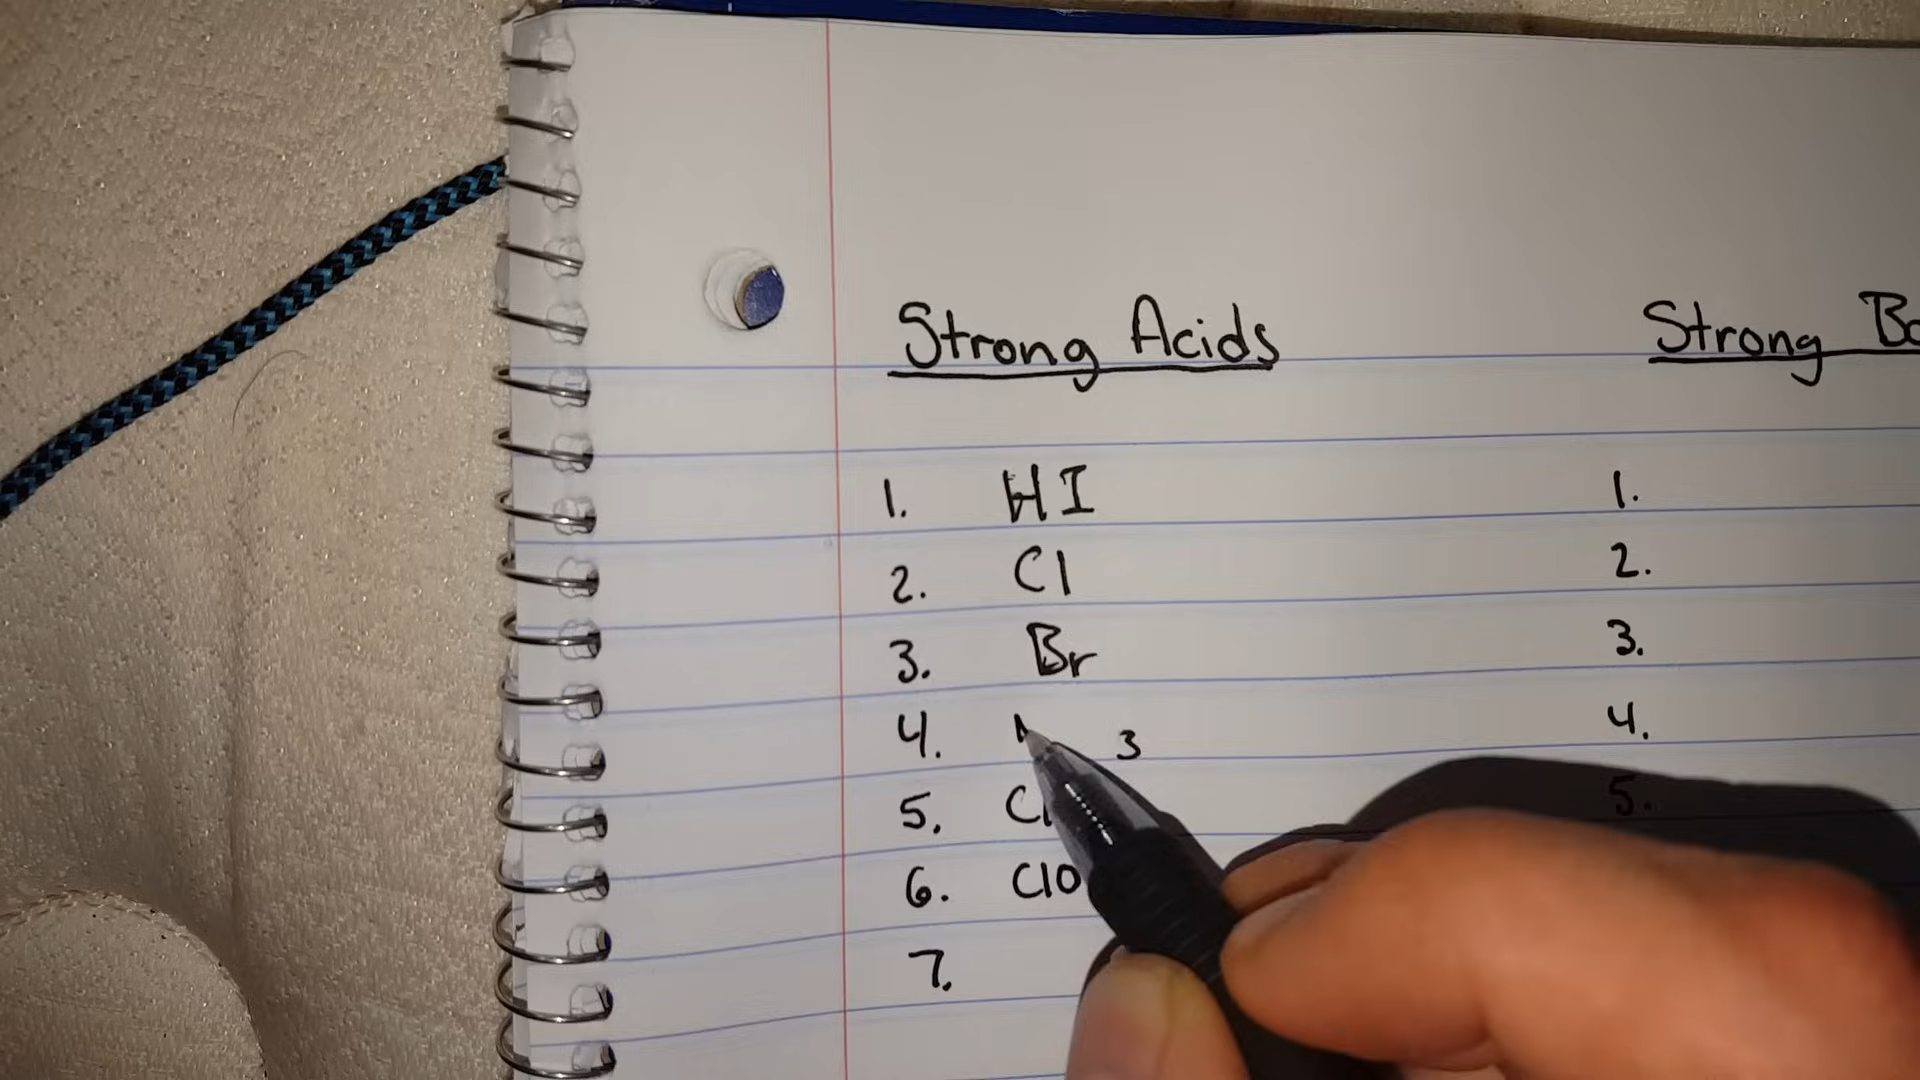 Strong Acids
1. HI
2. Cl
3. Br
4. 3
5. Cl
6. ClO
7.
Strong
1.
2.
3.
4.
5.